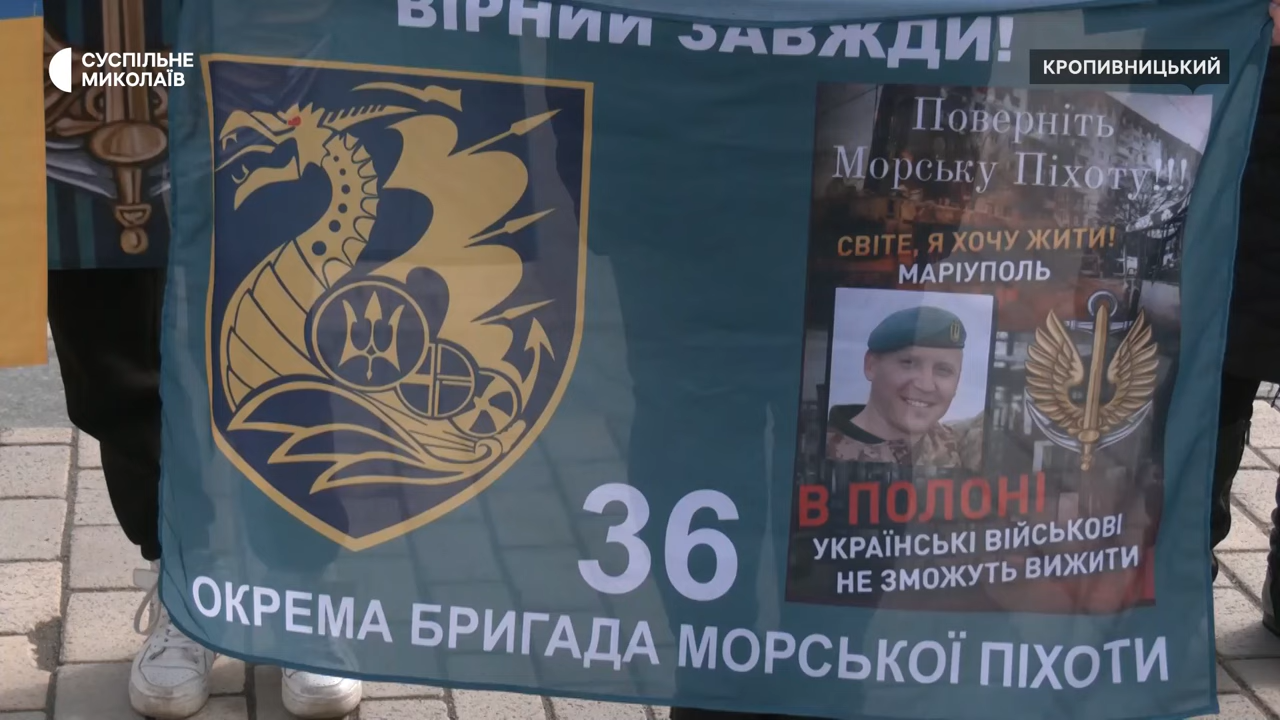 СУСПІЛЬНЕ
МИКОЛАЇВ
КРОПИВНИЦЬКИЙ
ВІРНИЙ ЗАВЖДИ!
Поверніть
Морську Піхоту!!!
СВІТЕ, Я ХОЧУ ЖИТИ!
МАРІУПОЛЬ
В ПОЛОНІ
УКРАЇНСЬКІ ВІЙСЬКОВІ
НЕ ЗМОЖУТЬ ВИЖИТИ
36
ОКРЕМА БРИГАДА МОРСЬКОЇ ПІХОТИ